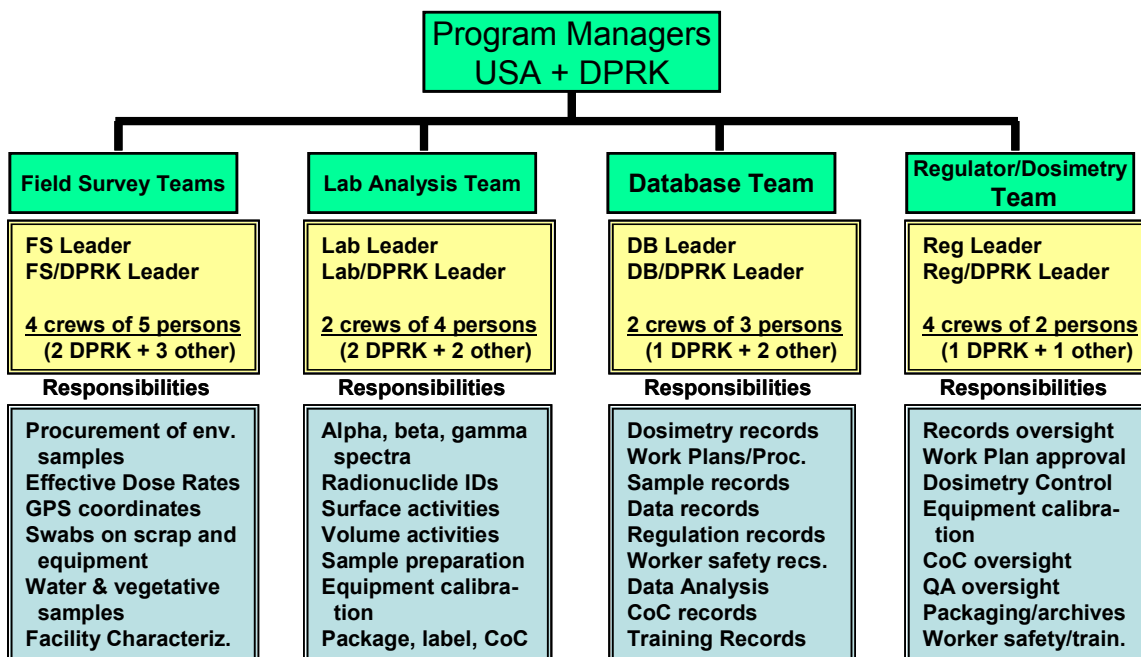 Program Managers
USA + DPRK
Field Survey Teams
FS Leader
FS/DPRK Leader
4 crews of 5 persons
(2 DPRK + 3 other)
Responsibilities
Procurement of env.
samples
Effective Dose Rates
GPS coordinates
Swabs on scrap and
equipment
Water & vegetative
samples
Facility Characteriz.
Lab Analysis Team
Lab Leader
Lab/DPRK Leader
2 crews of 4 persons
(2 DPRK + 2 other)
Responsibilities
Alpha, beta, gamma
spectra
Radionuclide IDs
Surface activities
Volume activities
Sample preparation
Equipment calibra-
tion
Package, label, CoC
Database Team
DB Leader
DB/DPRK Leader
2 crews of 3 persons
(1 DPRK + 2 other)
Responsibilities
Dosimetry records
Work Plans/Proc.
Sample records
Data records
Regulation records
Worker safety recs.
Data Analysis
CoC records
Training Records
Regulator/Dosimetry
Team
Reg Leader
Reg/DPRK Leader
4 crews of 2 persons
(1 DPRK + 1 other)
Responsibilities
Records oversight
Work Plan approval
Dosimetry Control
Equipment calibra-
tion
CoC oversight
QA oversight
Packaging/archives
Worker safety/train.